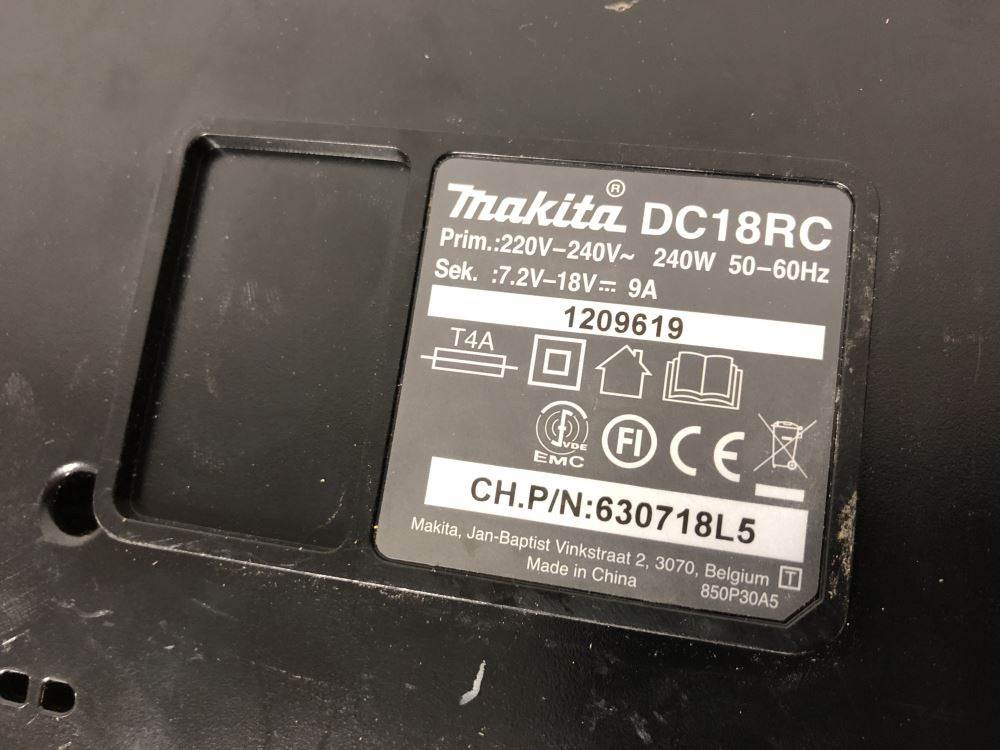 makita® DC18RC
Prim.:220V–240V~ 240W 50–60Hz
Sek. :7.2V–18V⎓ 9A
1209619
T4A
VDE
EMC
FI
CE
CH.P/N:630718L5
Makita, Jan-Baptist Vinkstraat 2, 3070, Belgium T
Made in China
850P30A5